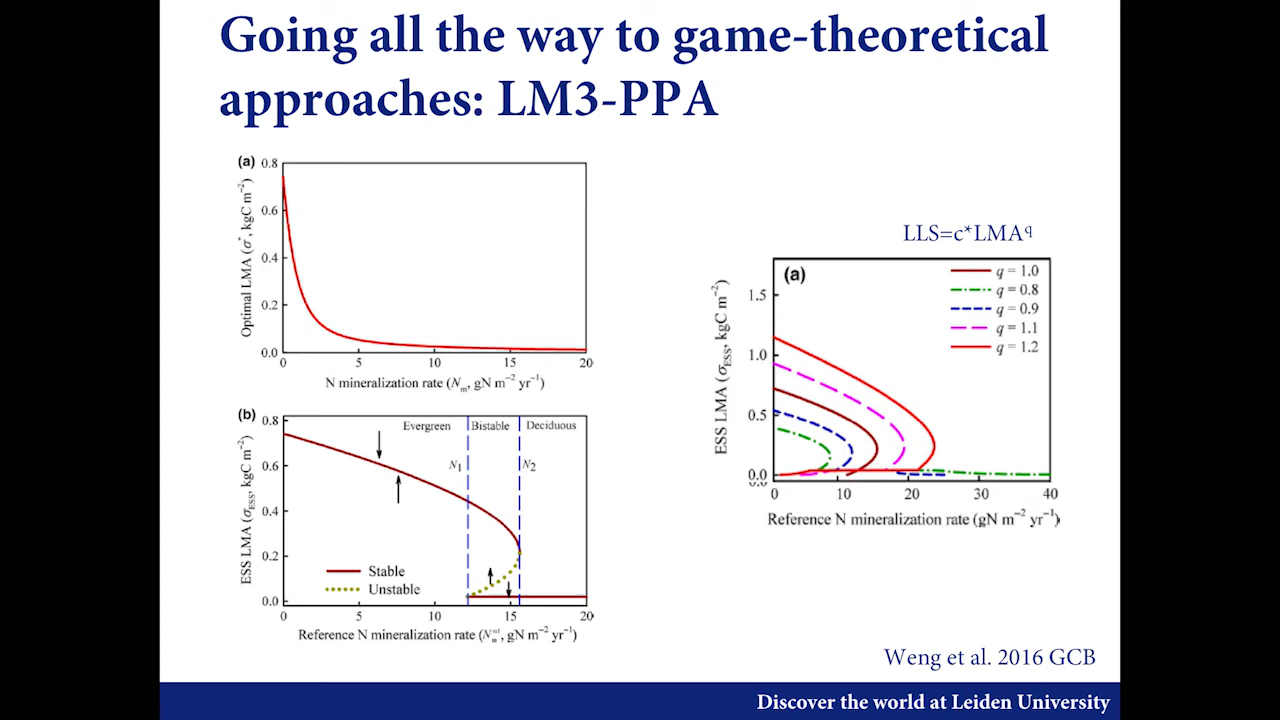 Going all the way to game-theoretical
approaches: LM3-PPA
(a)
0.8
0.6
0.4
0.2
0.0
Optimal LMA (σ*, kgC m⁻²)
0 5 10 15 20
N mineralization rate (Nₘ, gN m⁻² yr⁻¹)
(b)
0.8
0.6
0.4
0.2
0.0
ESS LMA (σESS, kgC m⁻²)
Evergreen Bistable Deciduous
N₁ N₂
Stable
Unstable
0 5 10 15 20
Reference N mineralization rate (Nₘʳᵉᶠ, gN m⁻² yr⁻¹)
LLS=c*LMA^q
(a)
q = 1.0
q = 0.8
q = 0.9
q = 1.1
q = 1.2
1.5
1.0
0.5
0.0
0.0
ESS LMA (σESS, kgC m⁻²)
0 10 20 30 40
Reference N mineralization rate (gN m⁻² yr⁻¹)
Weng et al. 2016 GCB
Discover the world at Leiden University